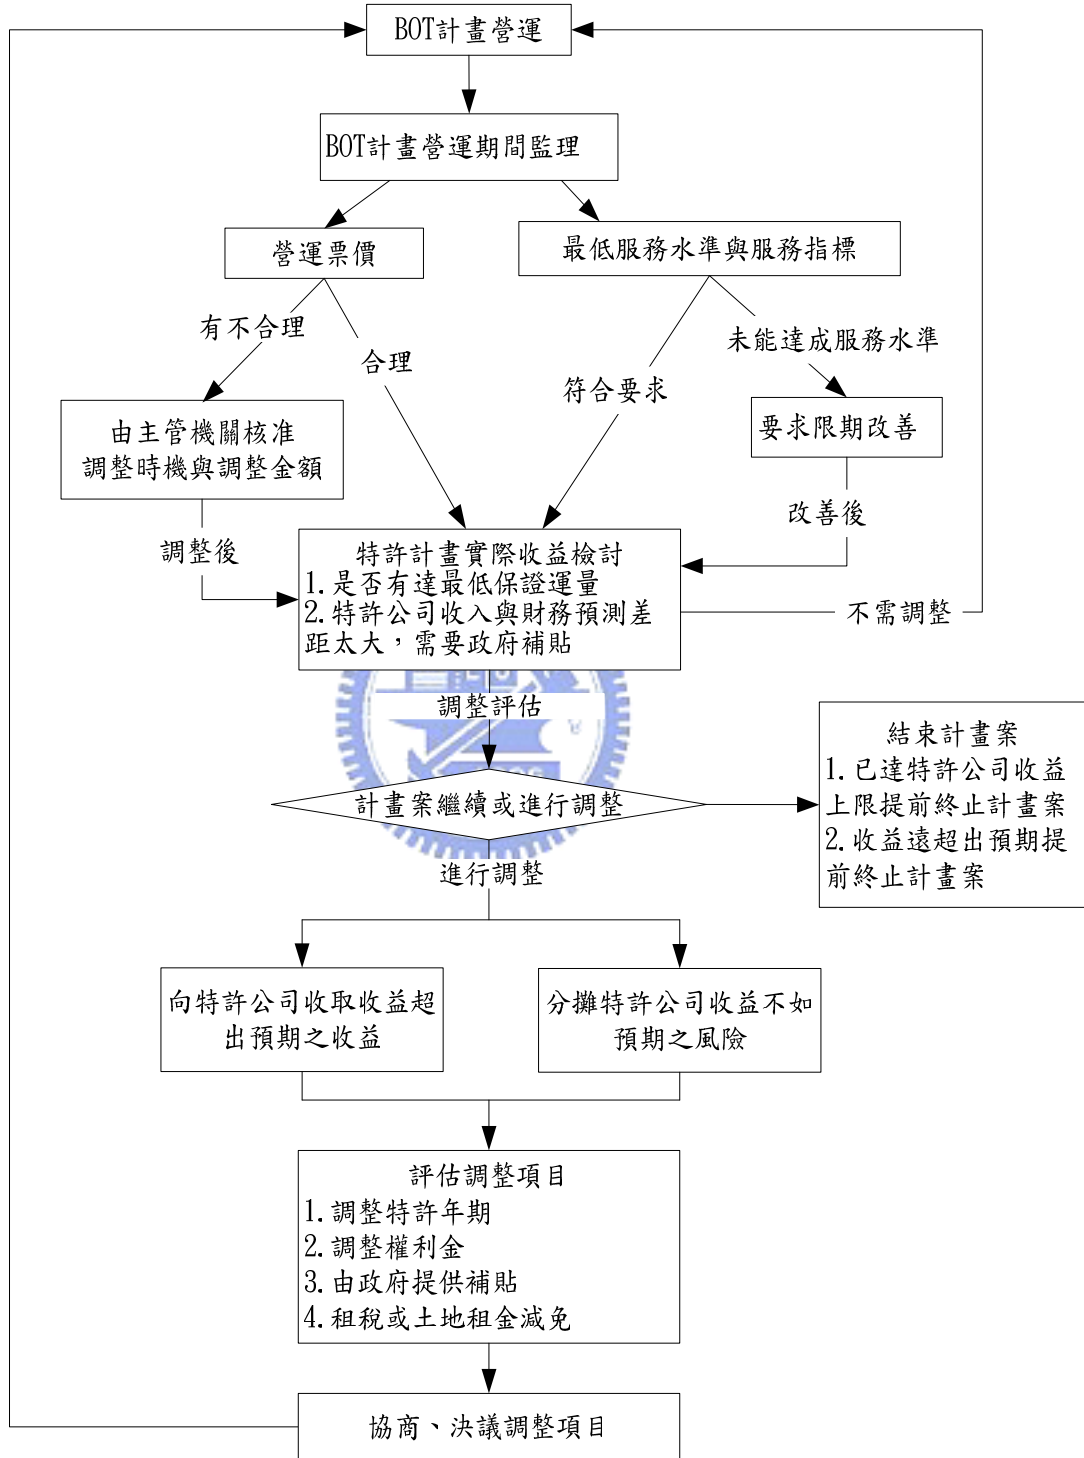 BOT計畫營運
BOT計畫營運期間監理
營運票價
最低服務水準與服務指標
有不合理
合理
符合要求
未能達成服務水準
由主管機關核准
調整時機與調整金額
要求限期改善
調整後
改善後
特許計畫實際收益檢討
1.是否有達最低保證運量
2.特許公司收入與財務預測差
距太大，需要政府補貼
不需調整
調整評估
計畫案繼續或進行調整
結束計畫案
1.已達特許公司收益
上限提前終止計畫案
2.收益遠超出預期提
前終止計畫案
進行調整
向特許公司收取收益超
出預期之收益
分攤特許公司收益不如
預期之風險
評估調整項目
1.調整特許年期
2.調整權利金
3.由政府提供補貼
4.租稅或土地租金減免
協商、決議調整項目